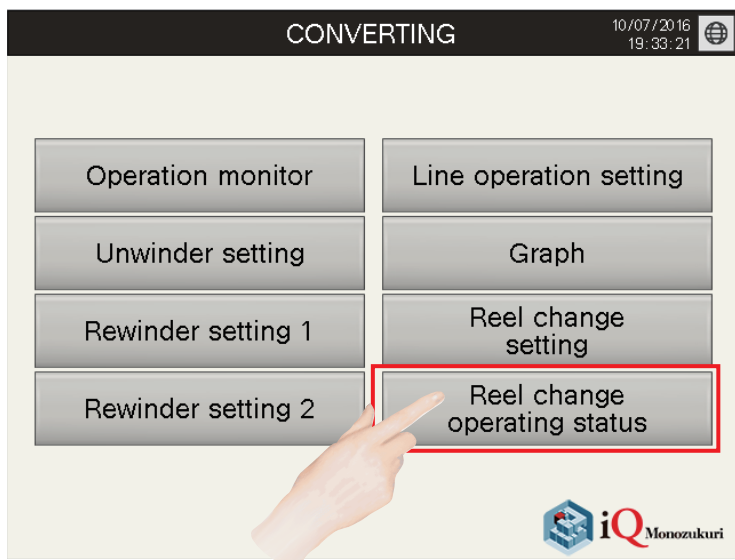 CONVERTING
10/07/2016
19:33:21
Operation monitor
Line operation setting
Unwinder setting
Graph
Rewinder setting 1
Reel change
setting
Rewinder setting 2
Reel change
operating status
iQ Monozukuri